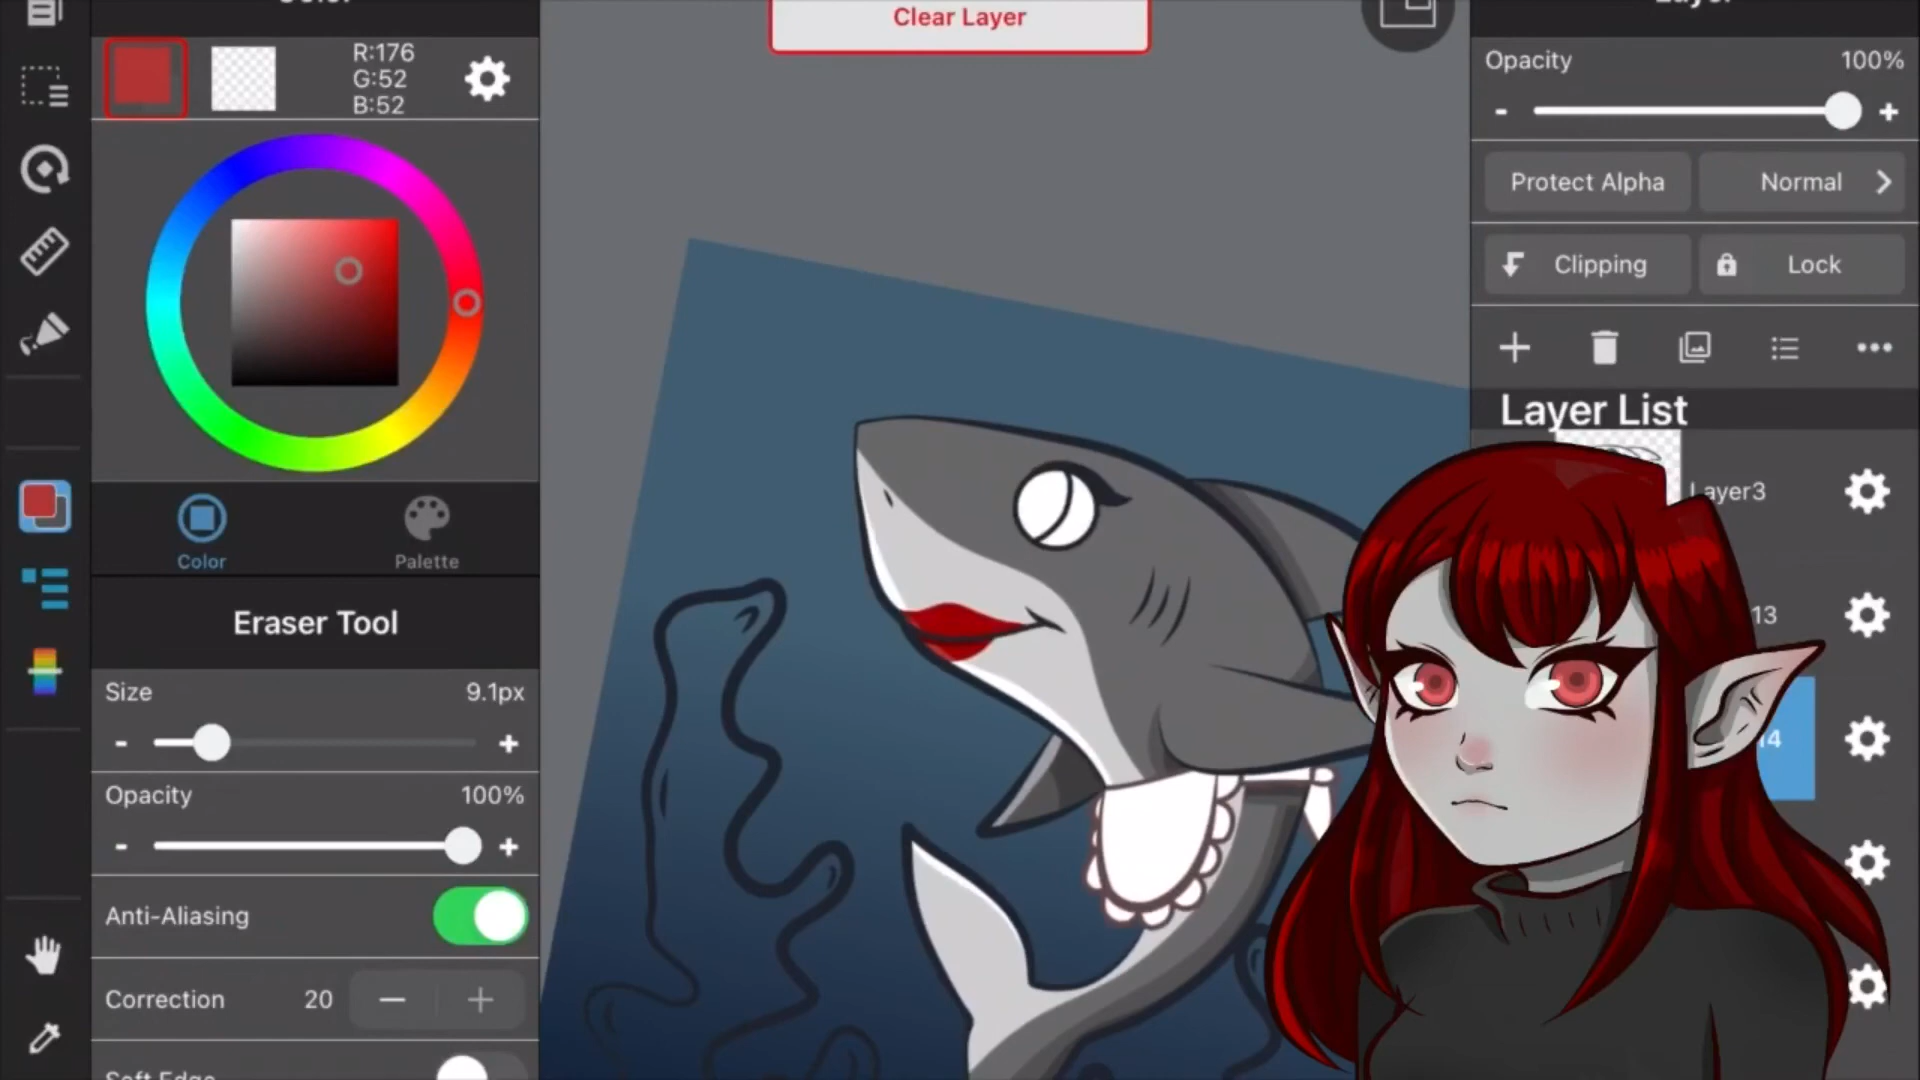 Color
Clear Layer
Layer
R:176
G:52
B:52
Opacity 100%
- +
Protect Alpha
Normal
Clipping
Lock
Layer List
Layer3
13
14
Color
Palette
Eraser Tool
Size 9.1px
- +
Opacity 100%
- +
Anti-Aliasing
Correction 20 - +
Soft Edge